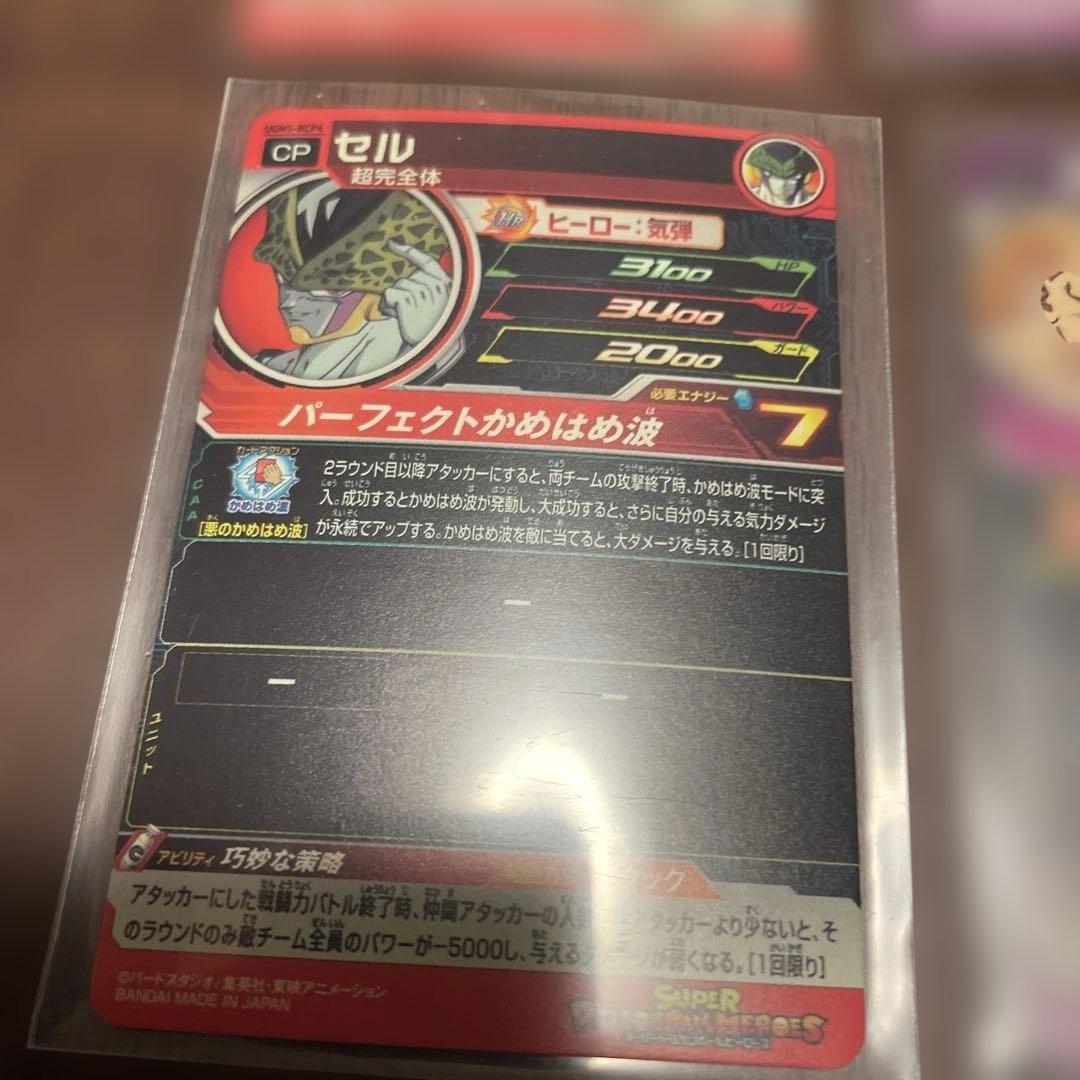 UGM5-RCP4
CP
セル
超完全体
HR
ヒーロー:気弾
3100
HP
3400
パワー
2000
ガード
必要エナジー
7
パーフェクトかめはめ波
カードアクション
かめはめ波
CAA
[悪のかめはめ波]
2ラウンド目以降アタッカーにすると、両チームの攻撃終了時、かめはめ波モードに突
入。成功するとかめはめ波が発動し、大成功すると、さらに自分の与える気力ダメージ
が永続でアップする。かめはめ波を敵に当てると、大ダメージを与える。[1回限り]
ー
ー
ー
ユニット
アビリティ 巧妙な策略
アタッカーにした戦闘力バトル終了時、仲間アタッカーの人 タッカーより少ないと、そ
のラウンドのみ敵チーム全員のパワーが-5000し、与える が弱くなる。[1回限り]
©バードスタジオ/集英社・東映アニメーション
BANDAI MADE IN JAPAN
SUPER
DRAGONBALL HEROES